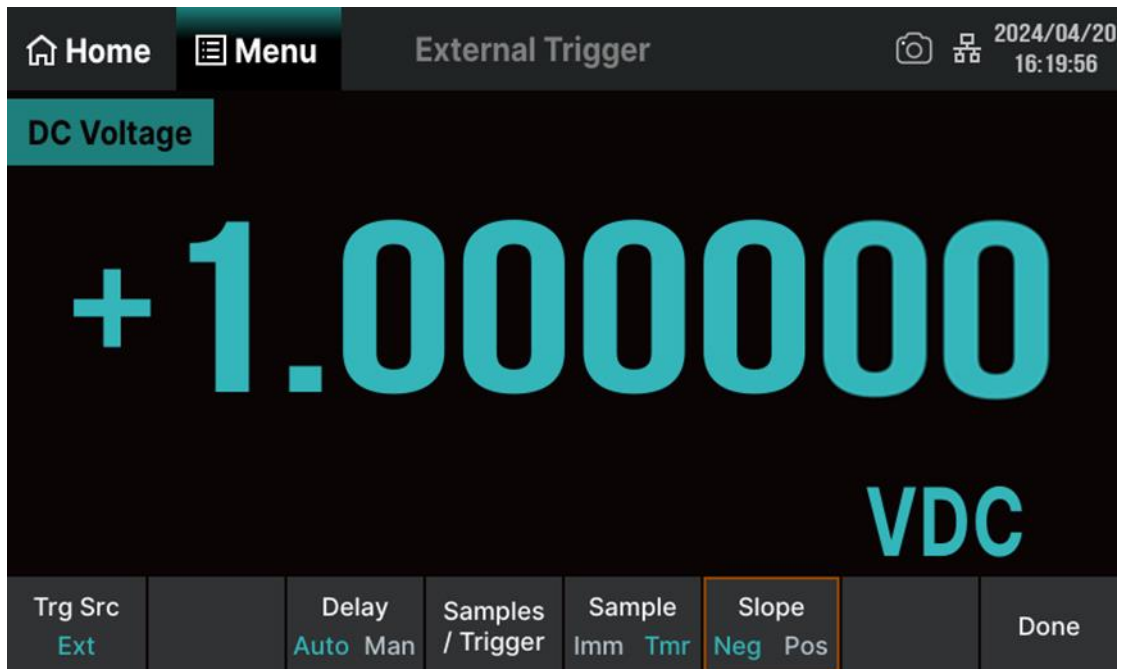 Home Menu External Trigger 2024/04/20
16:19:56
DC Voltage
+1.000000
VDC
Trg Src Delay Samples Sample Slope Done
Ext Auto Man / Trigger Imm Tmr Neg Pos